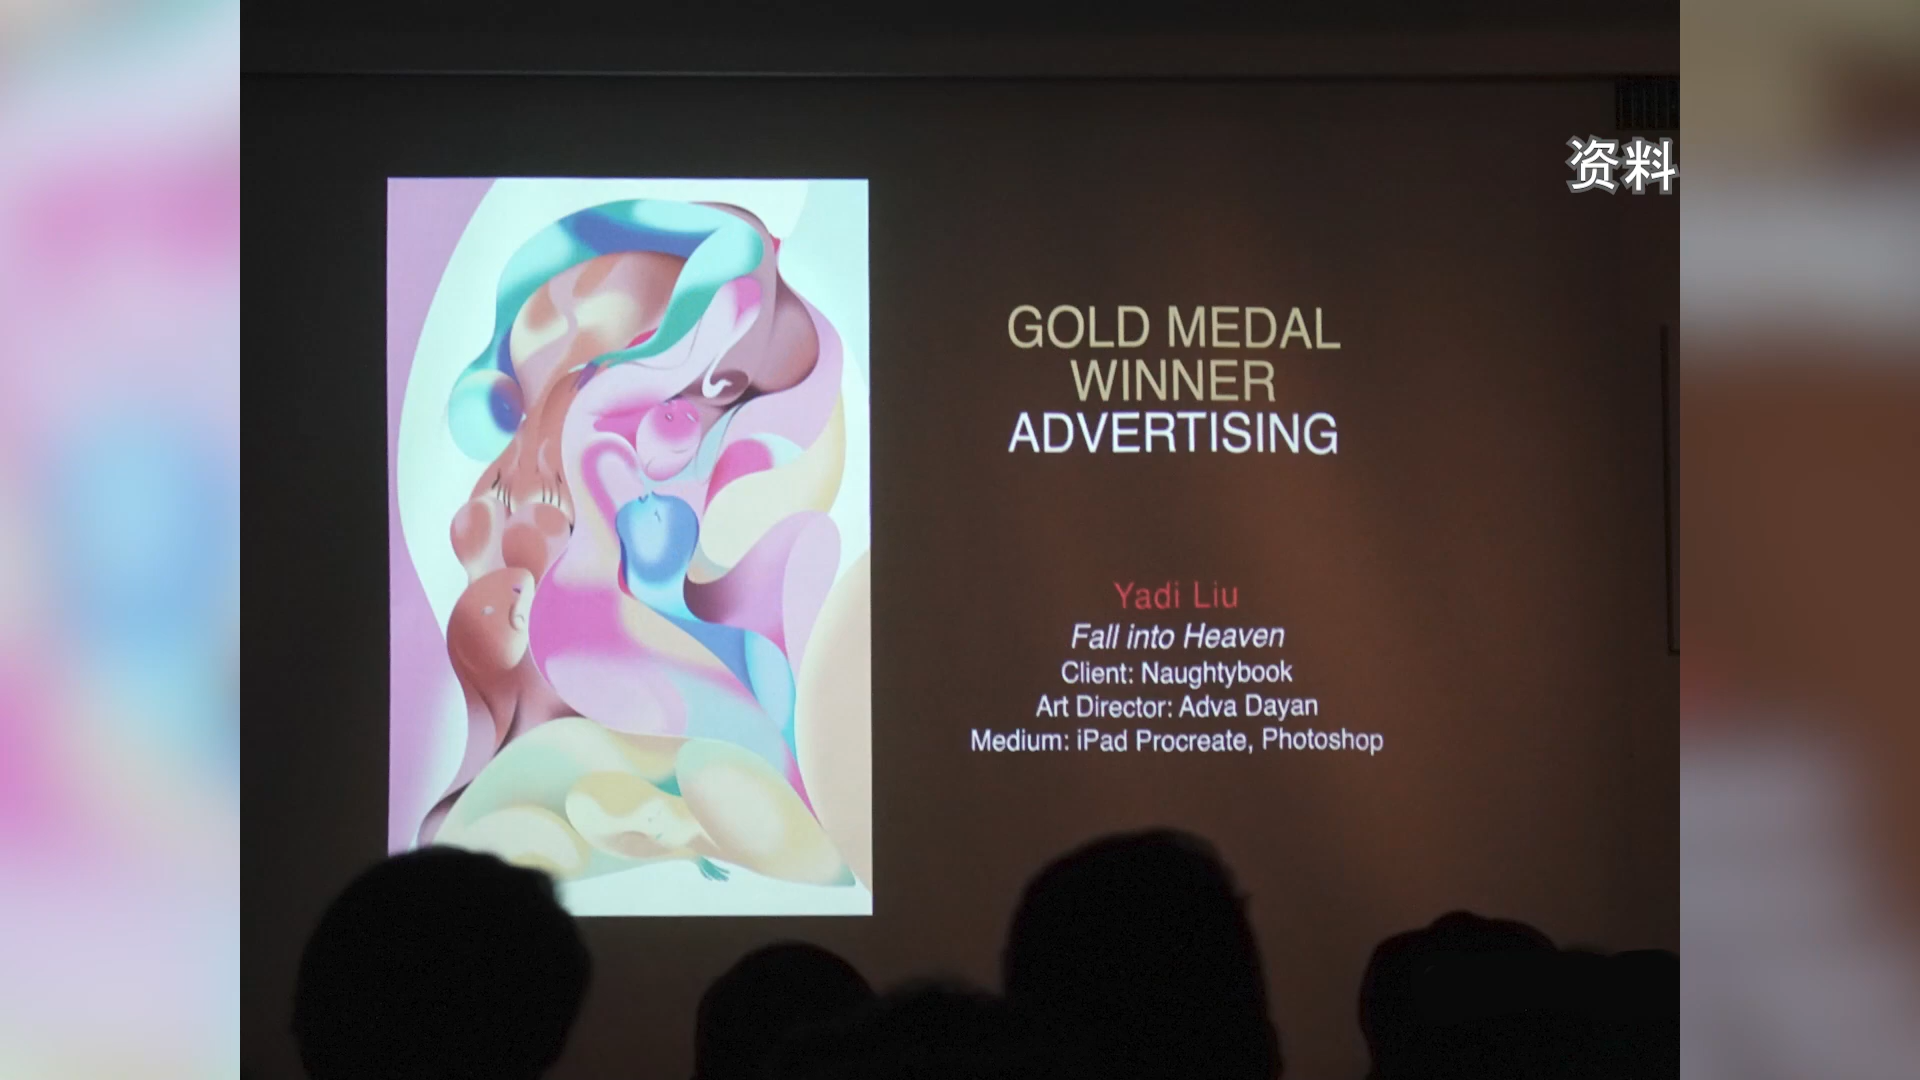 资料
GOLD MEDAL
WINNER
ADVERTISING
Yadi Liu
Fall into Heaven
Client: Naughtybook
Art Director: Adva Dayan
Medium: iPad Procreate, Photoshop